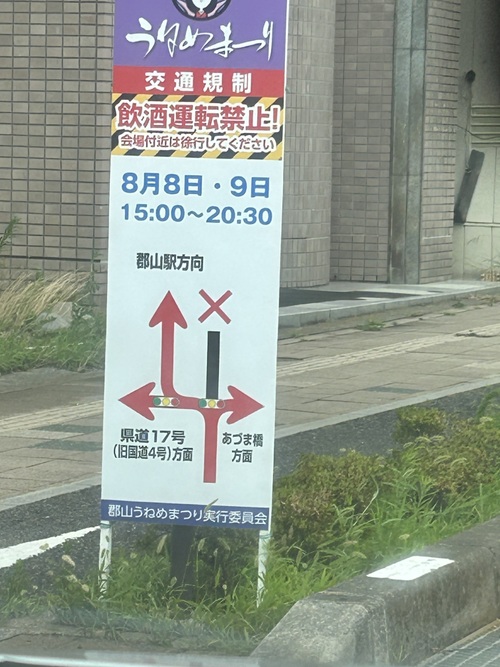 うねめまつり
交通規制
飲酒運転禁止!
会場付近は徐行してください
8月8日・9日
15:00～20:30
郡山駅方向
県道17号
(旧国道4号)方面
あづま橋
方面
郡山うねめまつり実行委員会